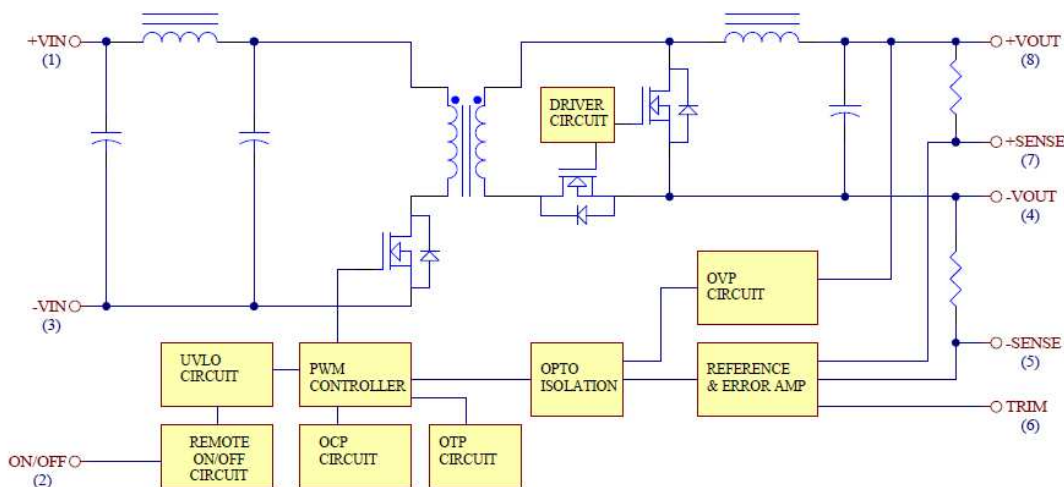 +VIN
(1)
+VOUT
(8)
DRIVER
CIRCUIT
+SENSE
(7)
-VOUT
(4)
-VIN
(3)
OVP
CIRCUIT
UVLO
CIRCUIT
PWM
CONTROLLER
OPTO
ISOLATION
REFERENCE
& ERROR AMP
-SENSE
(5)
TRIM
(6)
ON/OFF
(2)
REMOTE
ON/OFF
CIRCUIT
OCP
CIRCUIT
OTP
CIRCUIT